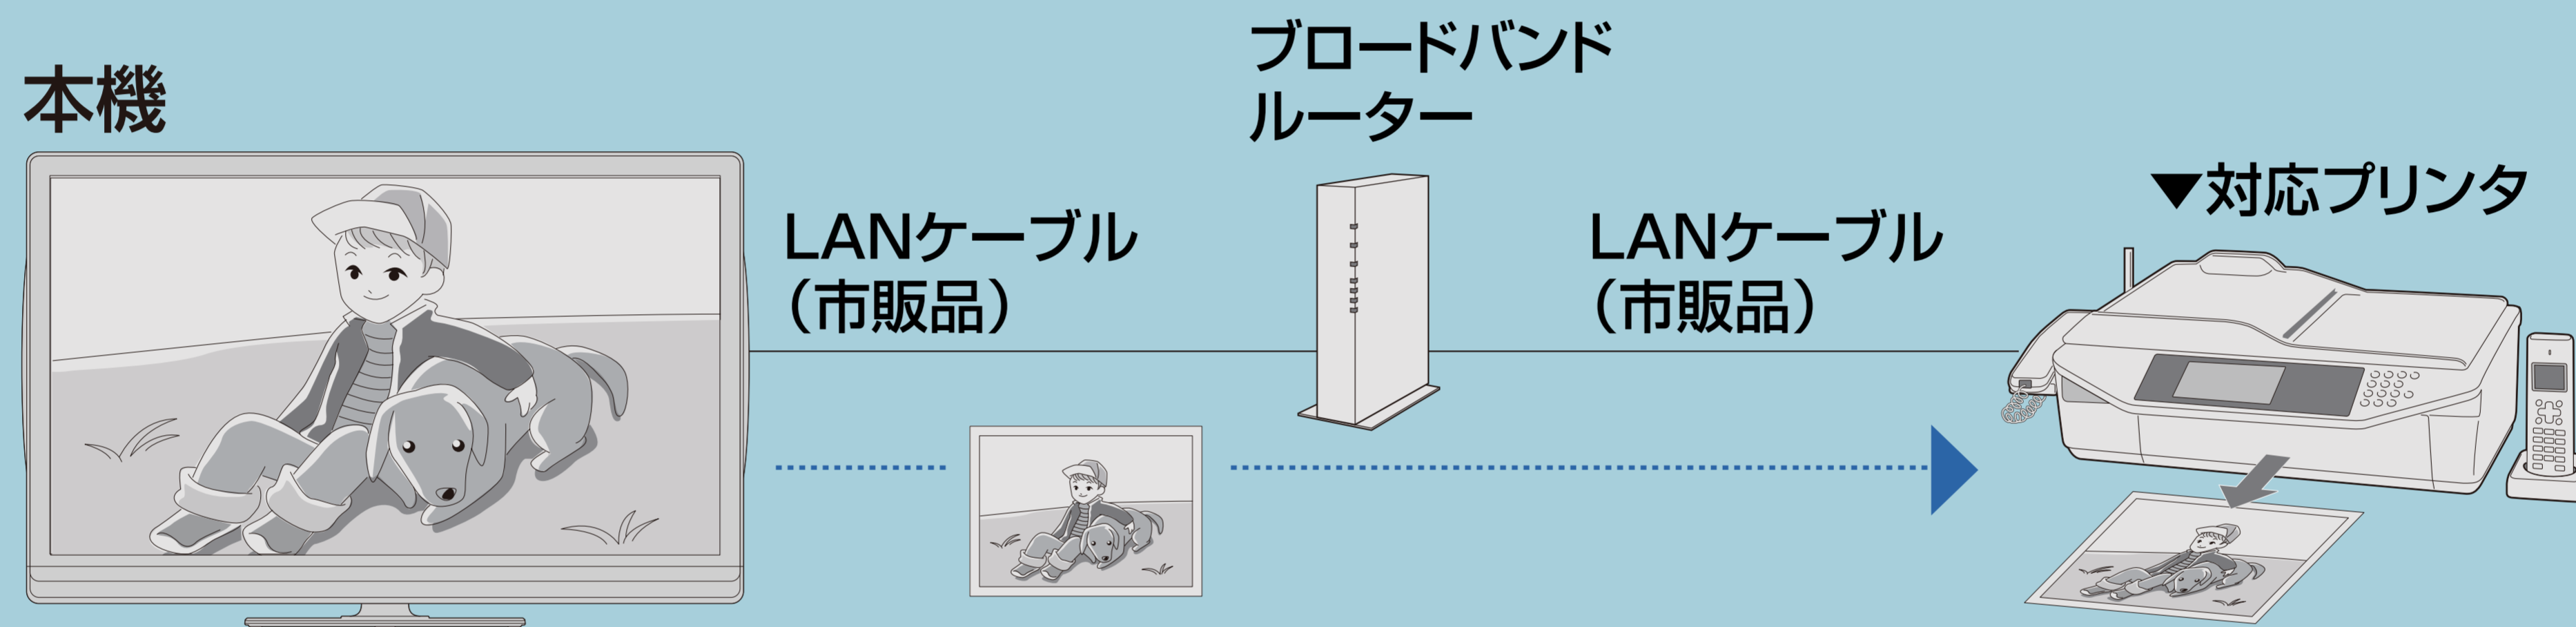 本機
ブロードバンド
ルーター
LANケーブル
（市販品）
LANケーブル
（市販品）
▼対応プリンタ